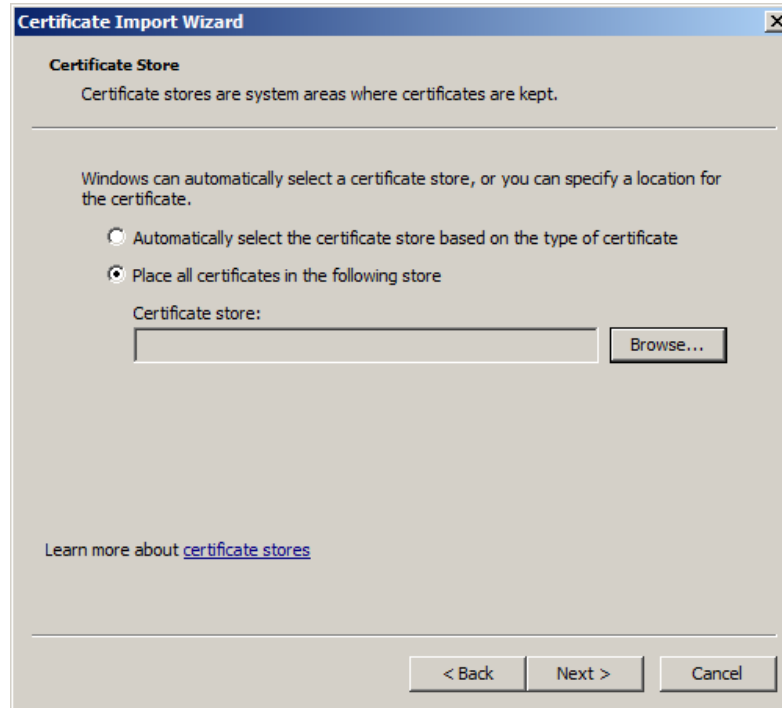 Certificate Import Wizard
Certificate Store
Certificate stores are system areas where certificates are kept.
Windows can automatically select a certificate store, or you can specify a location for
the certificate.
Automatically select the certificate store based on the type of certificate
Place all certificates in the following store
Certificate store:
Browse...
Learn more about certificate stores
< Back Next > Cancel